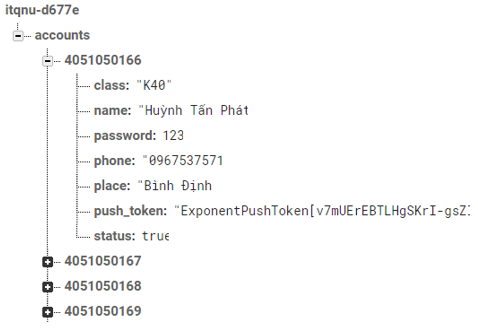 itqnu-d677e
accounts
4051050166
class: "K40"
name: "Huỳnh Tấn Phát
password: 123
phone: "0967537571
place: "Bình Định
push_token: "ExponentPushToken[v7mUErEBTLHgSKrI-gsZ]
status: true
4051050167
4051050168
4051050169